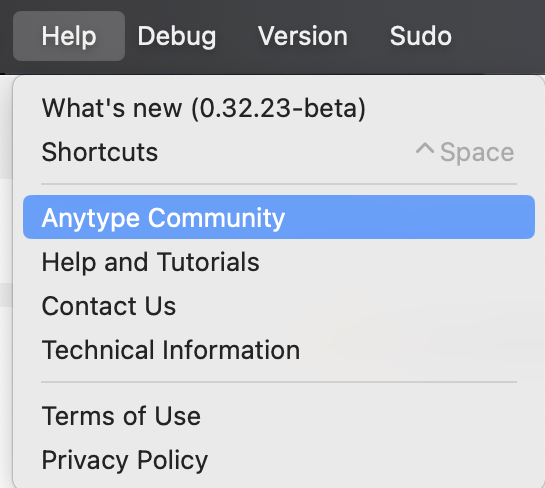 Help Debug Version Sudo
What's new (0.32.23-beta)
Shortcuts ^ Space
Anytype Community
Help and Tutorials
Contact Us
Technical Information
Terms of Use
Privacy Policy